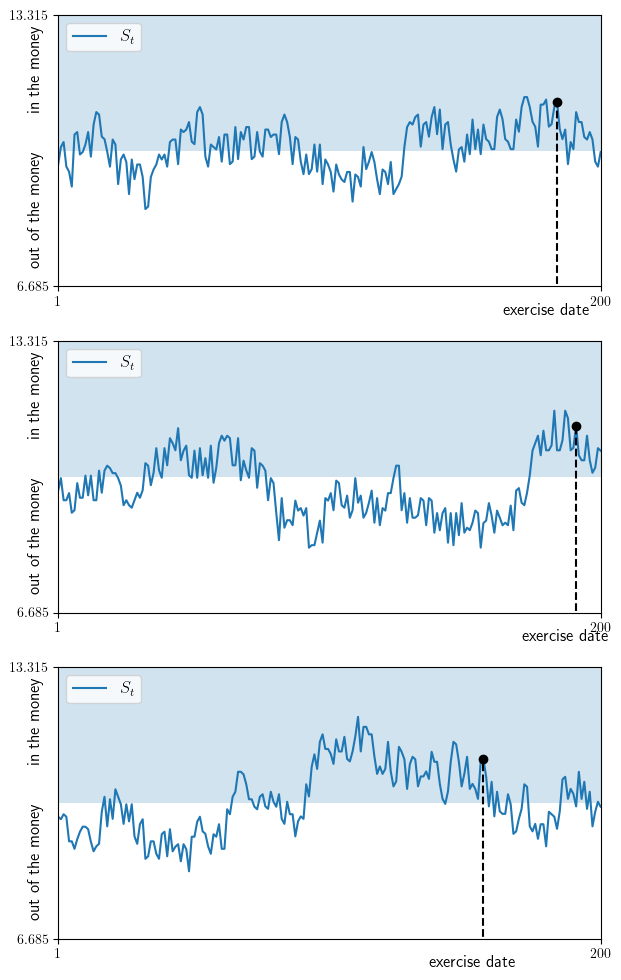 13.315
in the money
out of the money
S_t
6.685
1
200
exercise date
13.315
in the money
out of the money
S_t
6.685
1
200
exercise date
13.315
in the money
out of the money
S_t
6.685
1
200
exercise date